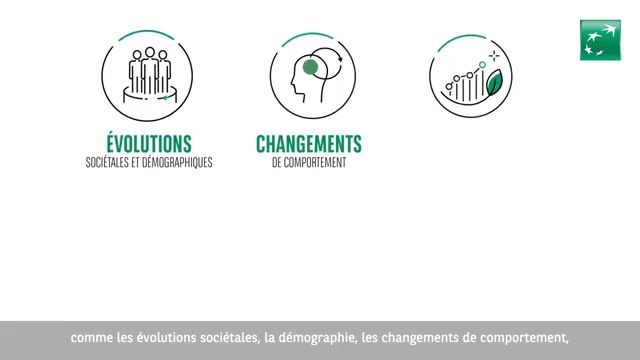 ÉVOLUTIONS
SOCIÉTALES ET DÉMOGRAPHIQUES
CHANGEMENTS
DE COMPORTEMENT
comme les évolutions sociétales, la démographie, les changements de comportement,